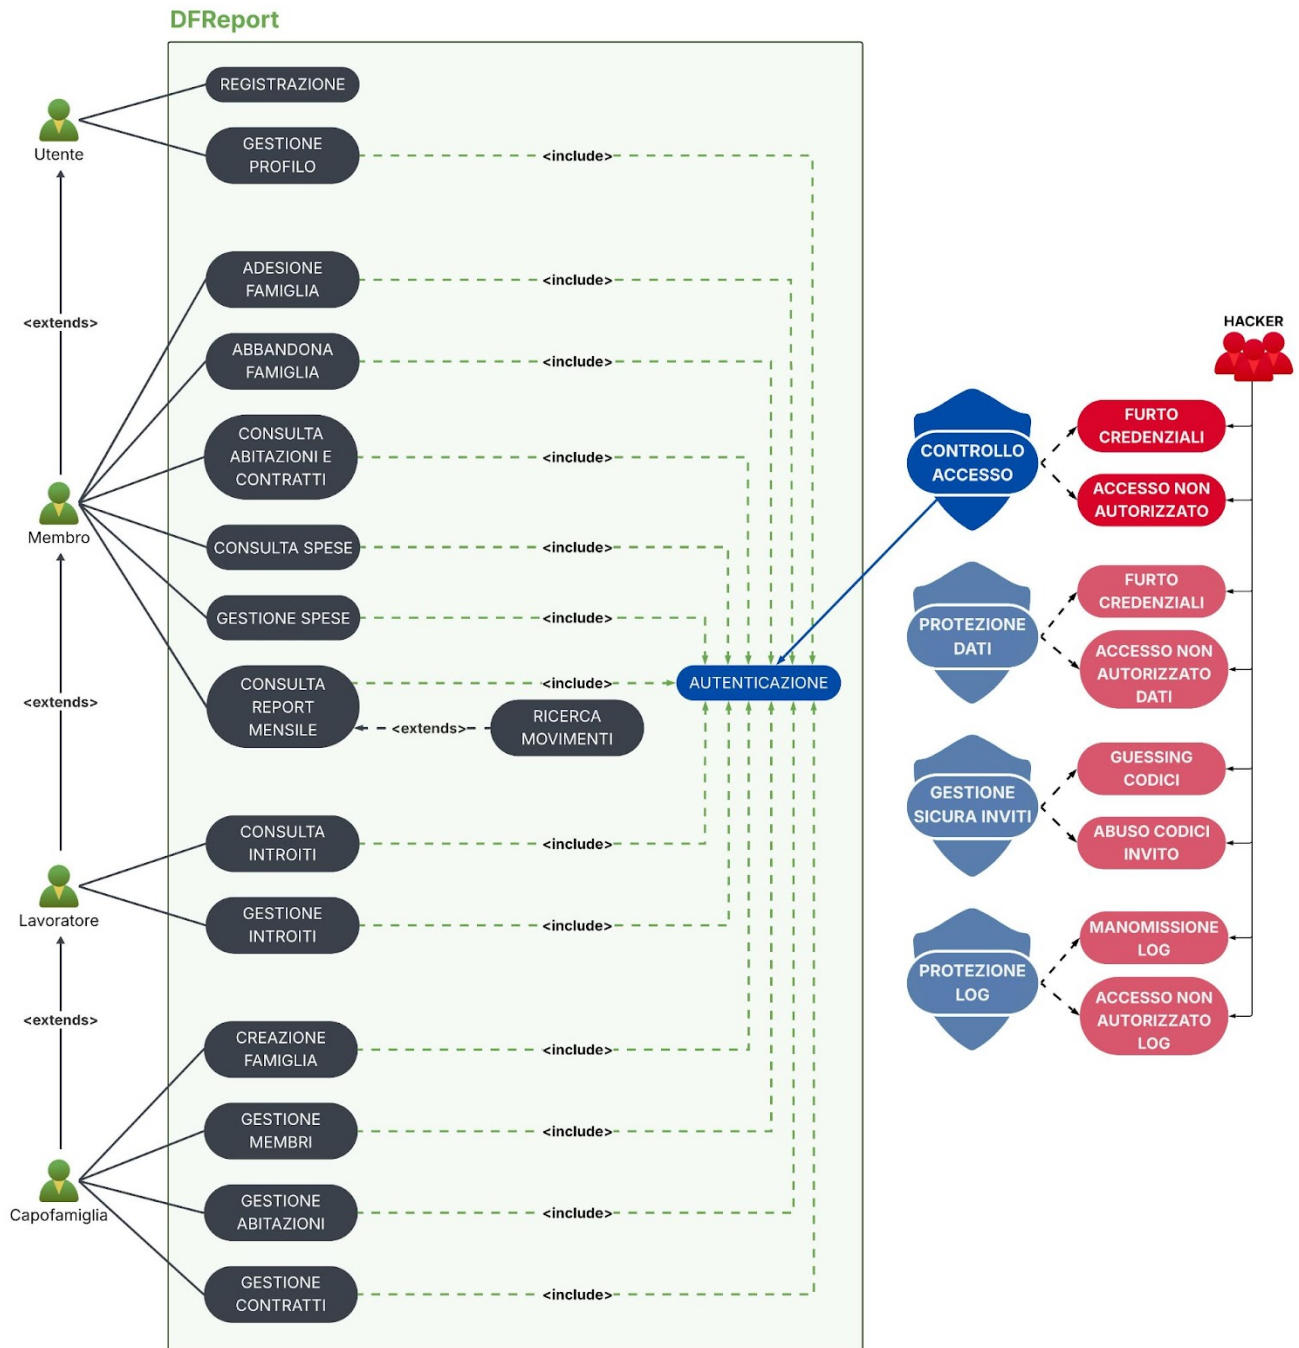 DFReport
REGISTRAZIONE
Utente
GESTIONE
PROFILO
<include>
ADESIONE
FAMIGLIA
<include>
<extends>
ABBANDONA
FAMIGLIA
<include>
CONSULTA
ABITAZIONI E
CONTRATTI
<include>
Membro
CONSULTA SPESE
<include>
GESTIONE SPESE
<include>
CONSULTA
REPORT
MENSILE
<include>
AUTENTICAZIONE
<extends>
RICERCA
MOVIMENTI
<extends>
CONSULTA
INTROITI
<include>
Lavoratore
GESTIONE
INTROITI
<include>
<extends>
CREAZIONE
FAMIGLIA
<include>
GESTIONE
MEMBRI
<include>
Capofamiglia
GESTIONE
ABITAZIONI
<include>
GESTIONE
CONTRATTI
<include>
HACKER
CONTROLLO
ACCESSO
FURTO
CREDENZIALI
ACCESSO NON
AUTORIZZATO
PROTEZIONE
DATI
FURTO
CREDENZIALI
ACCESSO NON
AUTORIZZATO
DATI
GESTIONE
SICURA INVITI
GUESSING
CODICI
ABUSO CODICI
INVITO
PROTEZIONE
LOG
MANOMISSIONE
LOG
ACCESSO NON
AUTORIZZATO
LOG